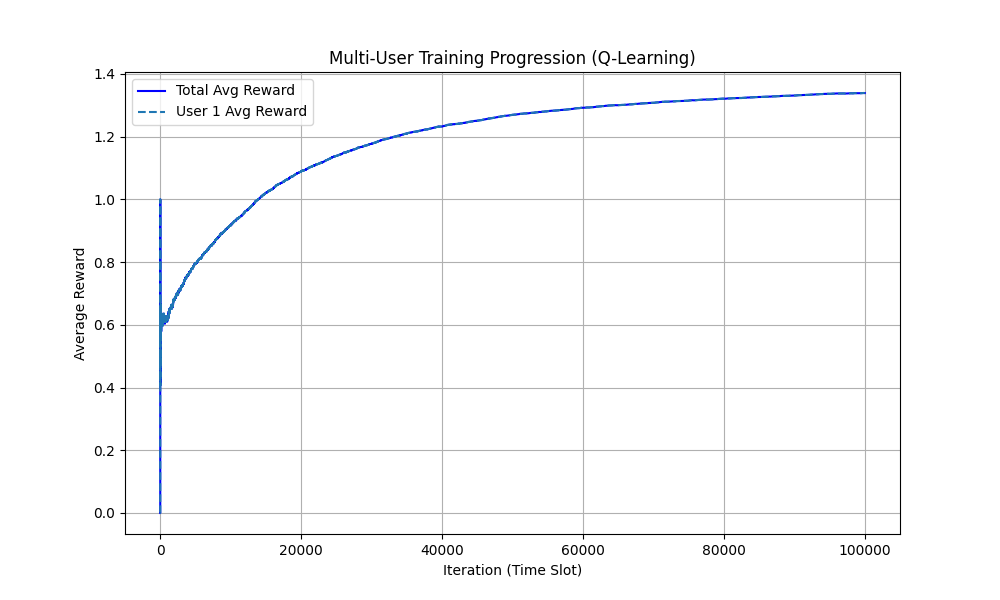 Multi-User Training Progression (Q-Learning)
Total Avg Reward
User 1 Avg Reward
Average Reward
1.4
1.2
1.0
0.8
0.6
0.4
0.2
0.0
0 20000 40000 60000 80000 100000
Iteration (Time Slot)